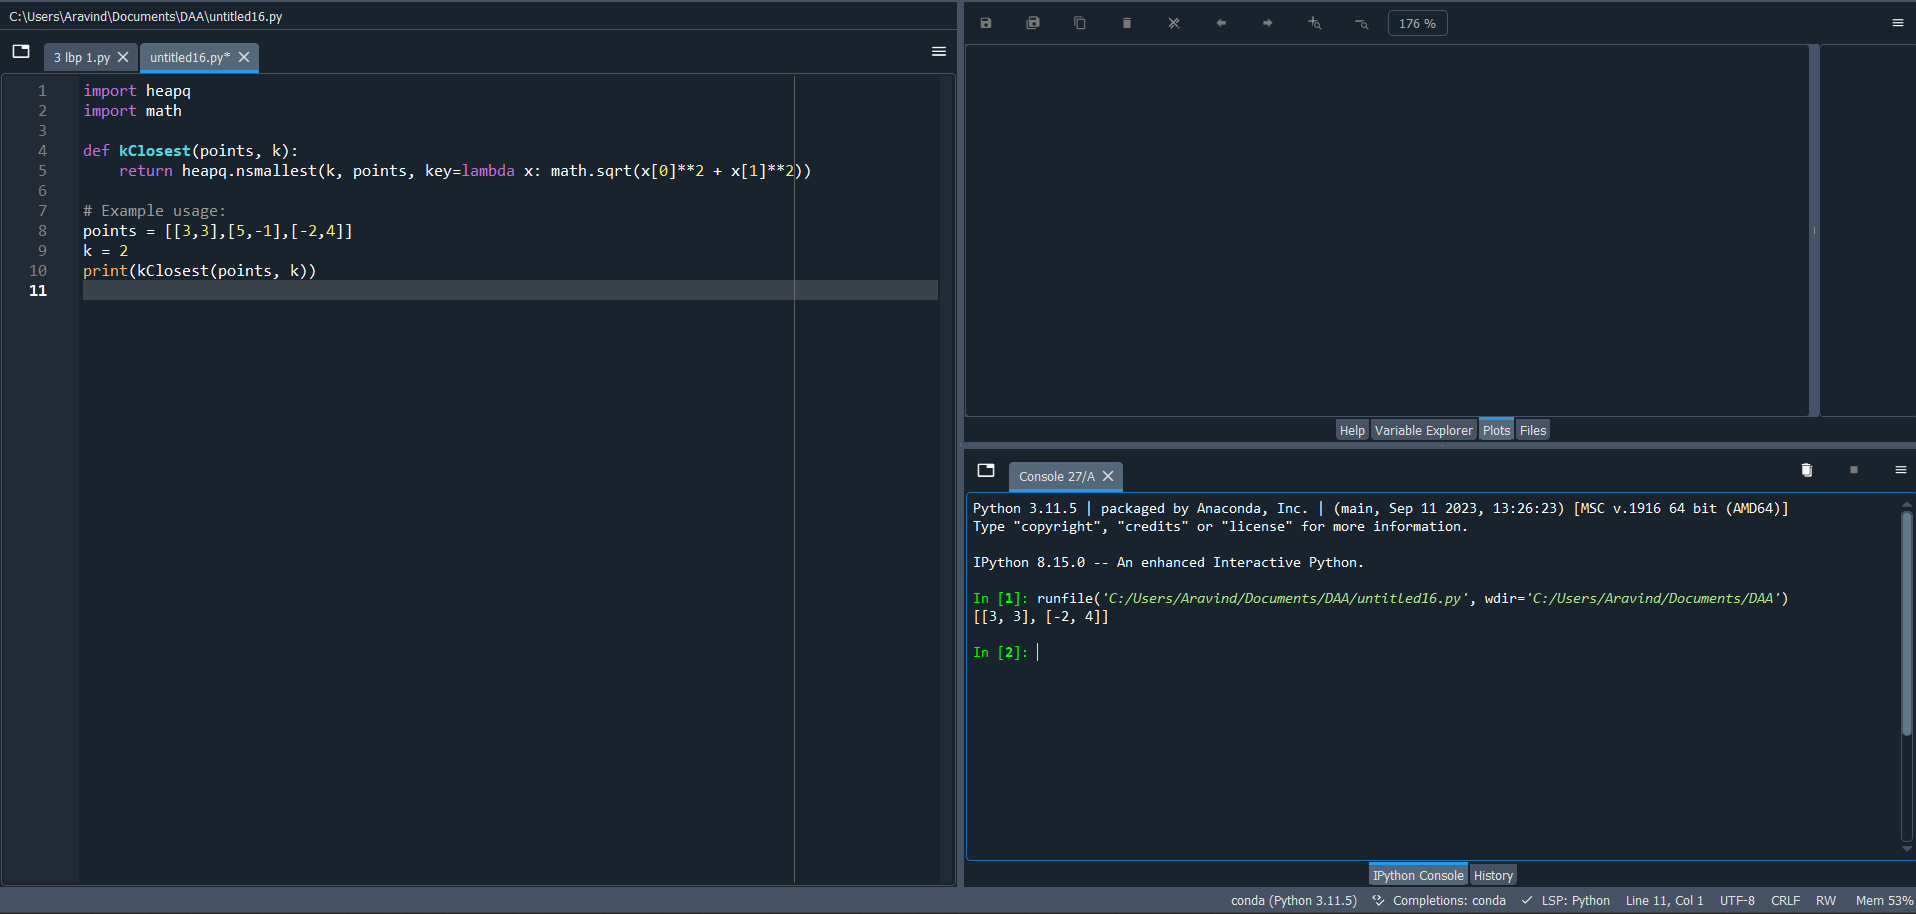 C:\Users\Aravind\Documents\DAA\untitled16.py
3 lbp 1.py
untitled16.py*
1 import heapq
2 import math
3
4 def kClosest(points, k):
5     return heapq.nsmallest(k, points, key=lambda x: math.sqrt(x[0]**2 + x[1]**2))
6
7 # Example usage:
8 points = [[3,3],[5,-1],[-2,4]]
9 k = 2
10 print(kClosest(points, k))
11
176 %
Help Variable Explorer Plots Files
Console 27/A
Python 3.11.5 | packaged by Anaconda, Inc. | (main, Sep 11 2023, 13:26:23) [MSC v.1916 64 bit (AMD64)]
Type "copyright", "credits" or "license" for more information.
IPython 8.15.0 -- An enhanced Interactive Python.
In [1]: runfile('C:/Users/Aravind/Documents/DAA/untitled16.py', wdir='C:/Users/Aravind/Documents/DAA')
[[3, 3], [-2, 4]]
In [2]:
IPython Console History
conda (Python 3.11.5) Completions: conda LSP: Python Line 11, Col 1 UTF-8 CRLF RW Mem 53%